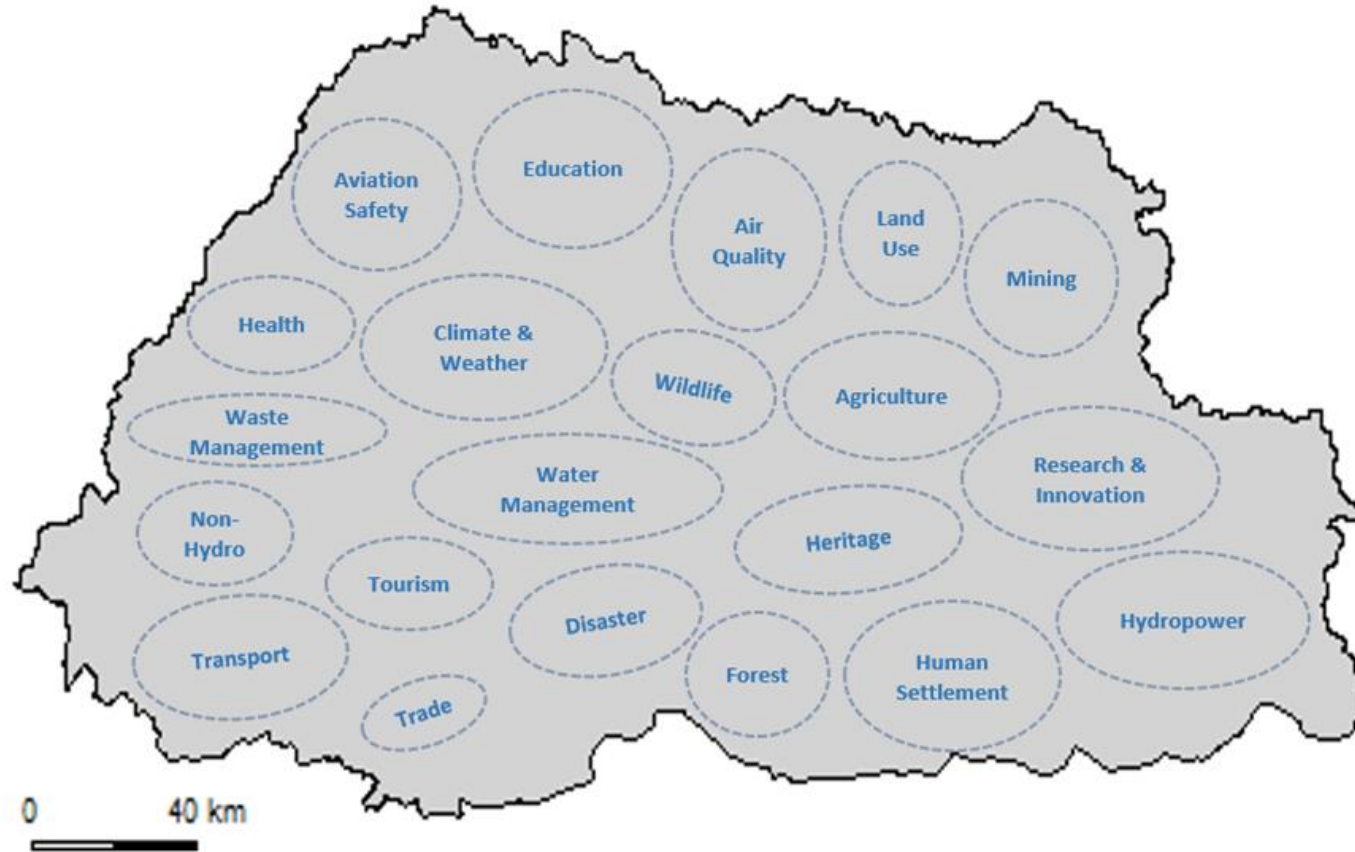 Education
Aviation
Safety
Air
Quality
Land
Use
Mining
Health
Climate &
Weather
Wildlife
Agriculture
Waste
Management
Water
Management
Research &
Innovation
Non-
Hydro
Heritage
Tourism
Disaster
Hydropower
Transport
Forest
Human
Settlement
Trade
0 40 km